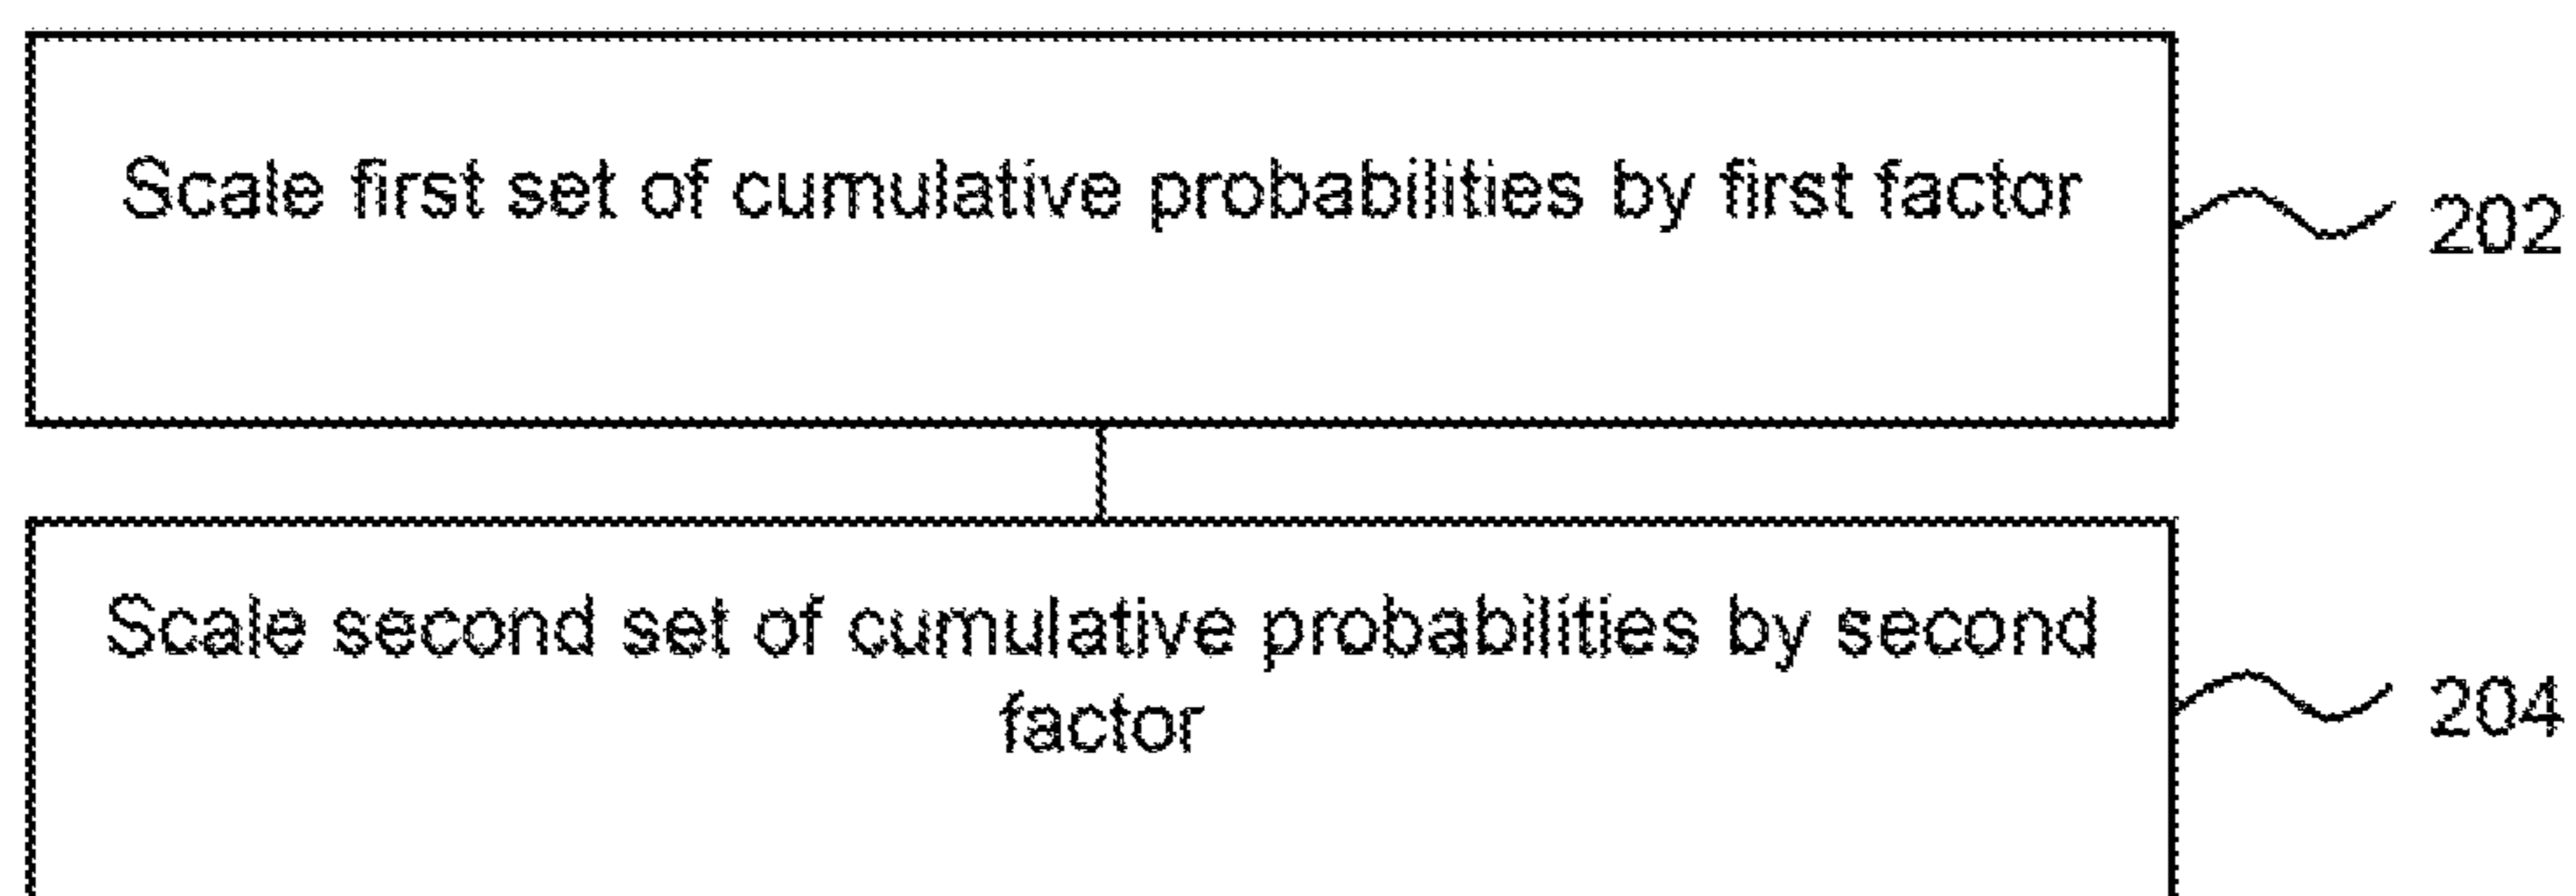 Scale first set of cumulative probabilities by first factor
202
Scale second set of cumulative probabilities by second
factor
204